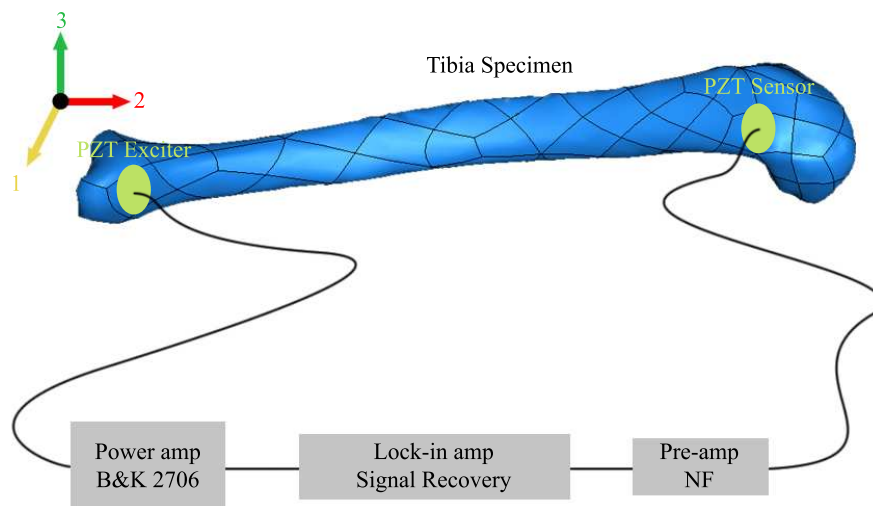 3
2
1
Tibia Specimen
PZT Sensor
PZT Exciter
Power amp
B&K 2706
Lock-in amp
Signal Recovery
Pre-amp
NF